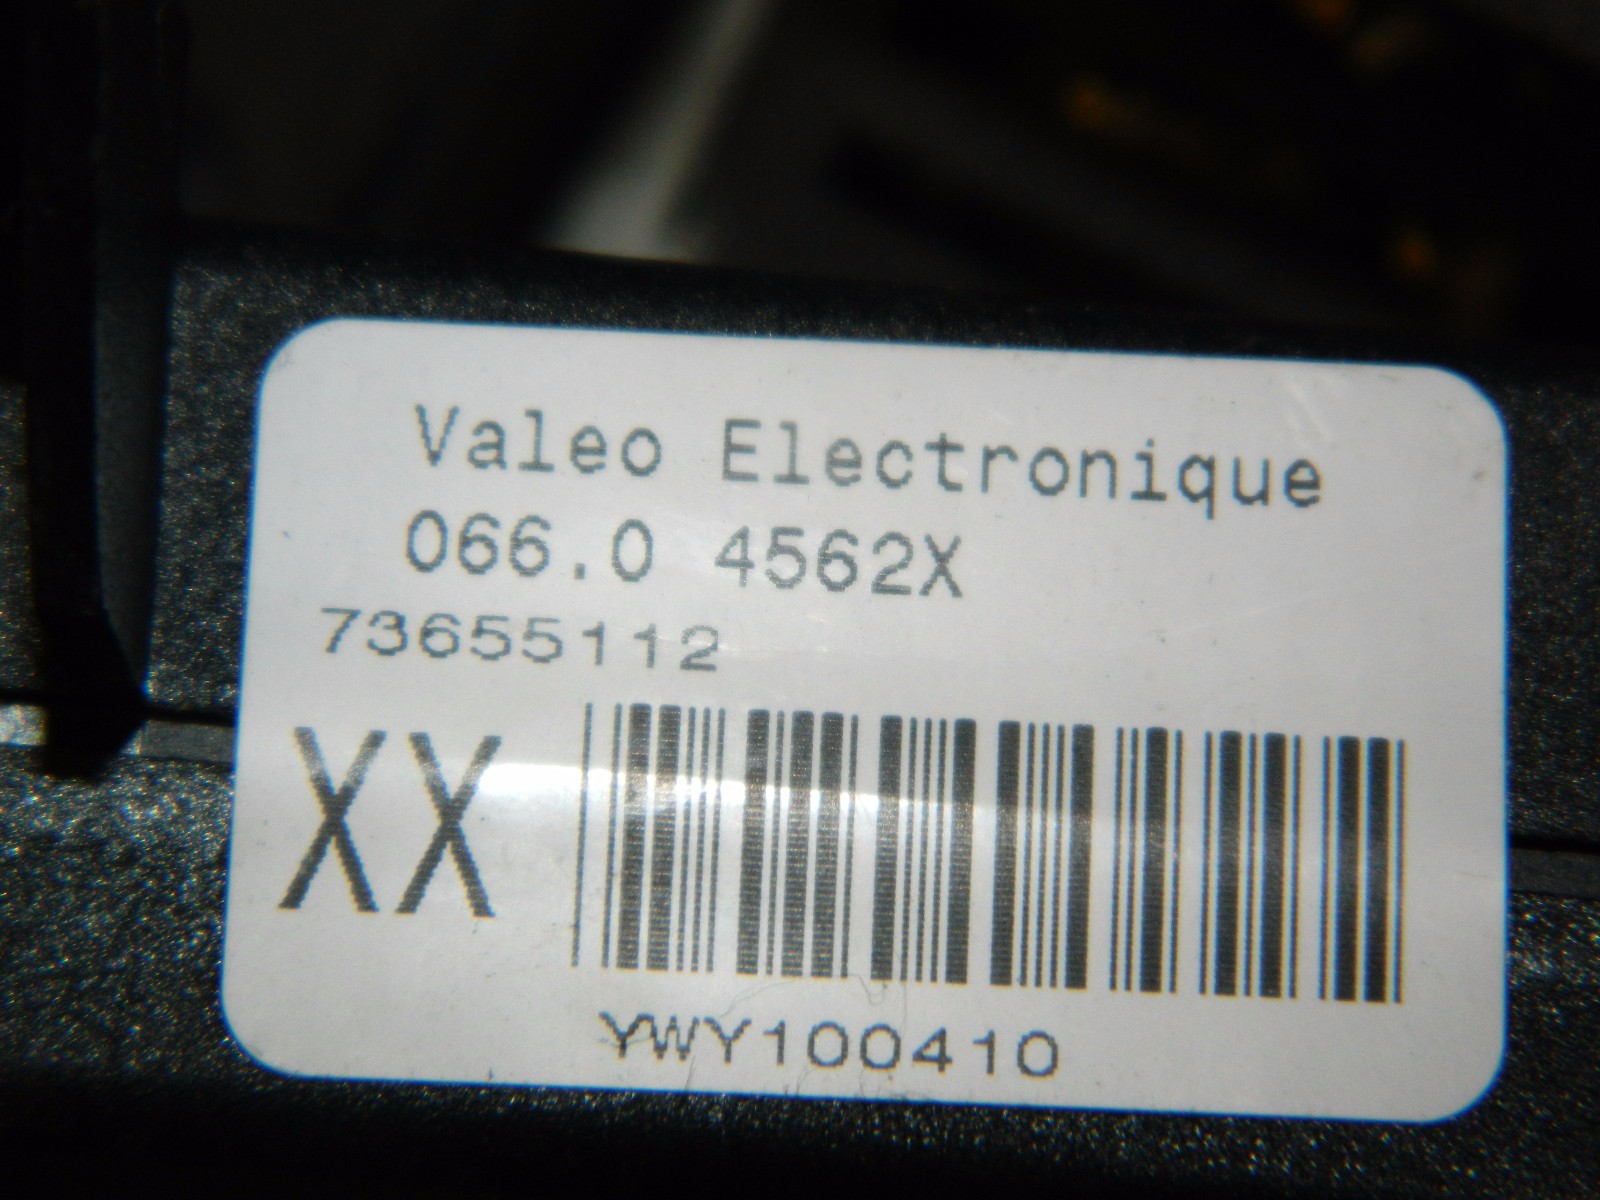 Valeo Electronique
066.0 4562X
73655112
XX
YWY100410